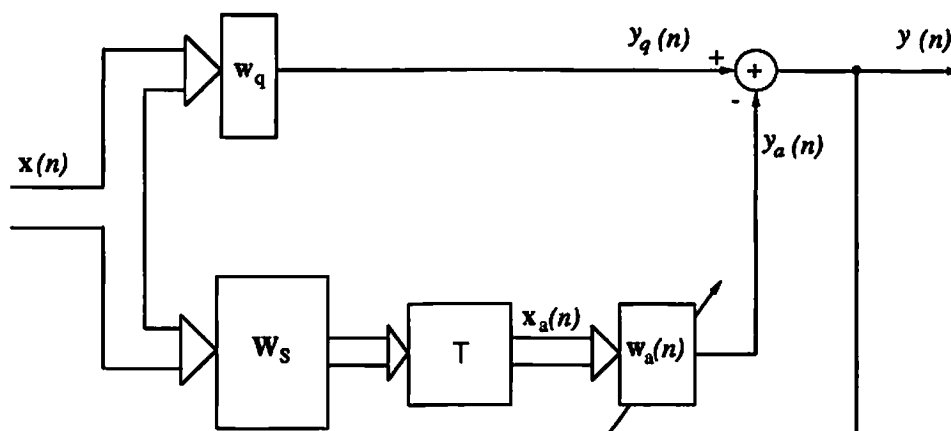 y_q(n)
y(n)
w_q
+
+
-
y_a(n)
x(n)
W_S
T
x_a(n)
w_a(n)